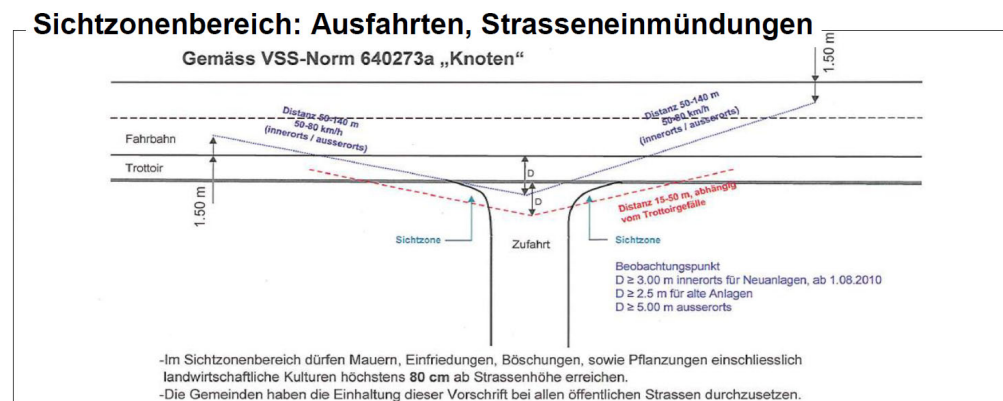 Sichtzonenbereich: Ausfahrten, Strasseneinmündungen
Gemäss VSS-Norm 640273a „Knoten“
1.50 m
Distanz 50-140 m
50-80 km/h
(innerorts / ausserorts)
Distanz 50-140 m
50-80 km/h
(innerorts / ausserorts)
Fahrbahn
Trottoir
D
D
1.50 m
Distanz 15-50 m, abhängig
vom Trottoirgefälle
Sichtzone
Zufahrt
Sichtzone
Beobachtungspunkt
D ≥ 3.00 m innerorts für Neuanlagen, ab 1.08.2010
D ≥ 2.5 m für alte Anlagen
D ≥ 5.00 m ausserorts
-Im Sichtzonenbereich dürfen Mauern, Einfriedungen, Böschungen, sowie Pflanzungen einschliesslich
landwirtschaftliche Kulturen höchstens 80 cm ab Strassenhöhe erreichen.
-Die Gemeinden haben die Einhaltung dieser Vorschrift bei allen öffentlichen Strassen durchzusetzen.